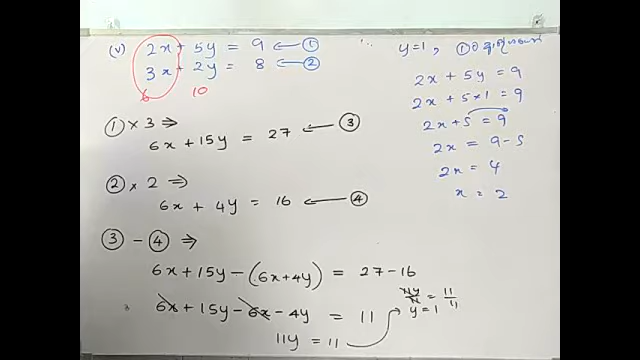 (v) 2x + 5y = 9 ← ①
3x + 2y = 8 ← ②
6 10
① × 3 ⇒
6x + 15y = 27 ← ③
② × 2 ⇒
6x + 4y = 16 ← ④
③ - ④ ⇒
6x + 15y - (6x + 4y) = 27 - 16
6x + 15y - 6x - 4y = 11
11y = 11
11y/11 = 11/11
y = 1
y=1, ① ට
2x + 5y = 9
2x + 5×1 = 9
2x + 5 = 9
2x = 9 - 5
2x = 4
x = 2